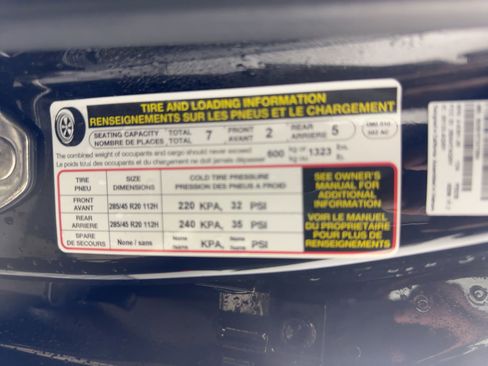 TIRE AND LOADING INFORMATION
RENSEIGNEMENTS SUR LES PNEUS ET LE CHARGEMENT
SEATING CAPACITY TOTAL 7 FRONT 2 REAR 5
NOMBRE DE PLACES TOTAL AVANT ARRIERE
The combined weight of occupants and cargo should never exceed 600 kg or 1323 lbs.
Le poids total des occupants et du chargement ne doit jamais dépasser kg ou lb.
TIRE COLD TIRE PRESSURE
PNEU PRESSION DES PNEUS A FROID
FRONT
AVANT 285/45 R20 112H 220 KPA, 32 PSI
REAR
ARRIERE 285/45 R20 112H 240 KPA, 35 PSI
SPARE None
DE SECOURS None / sans KPA, None PSI
SEE OWNER'S
MANUAL FOR
ADDITIONAL
INFORMATION
VOIR LE MANUEL
DU PROPRIETAIRE
POUR PLUS DE
RENSEIGNEMENTS